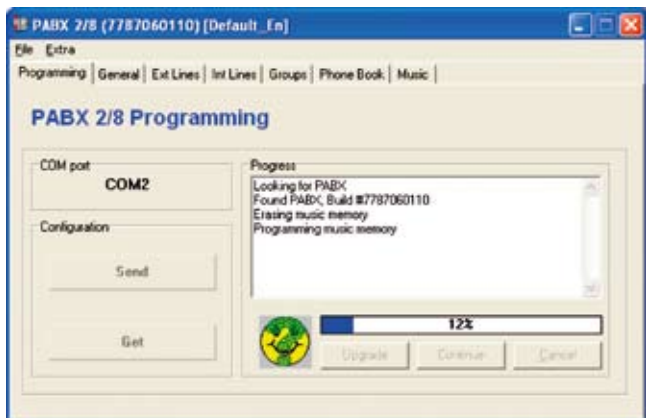 PABX 2/8 (7787060110) [Default_En]
File Extra
Programming General Ext Lines Int Lines Groups Phone Book Music
PABX 2/8 Programming
COM port
COM2
Configuration
Send
Get
Progress
Looking for PABX
Found PABX, Build #7787060110
Erasing music memory
Programming music memory
12%
Upgrade Continue Cancel